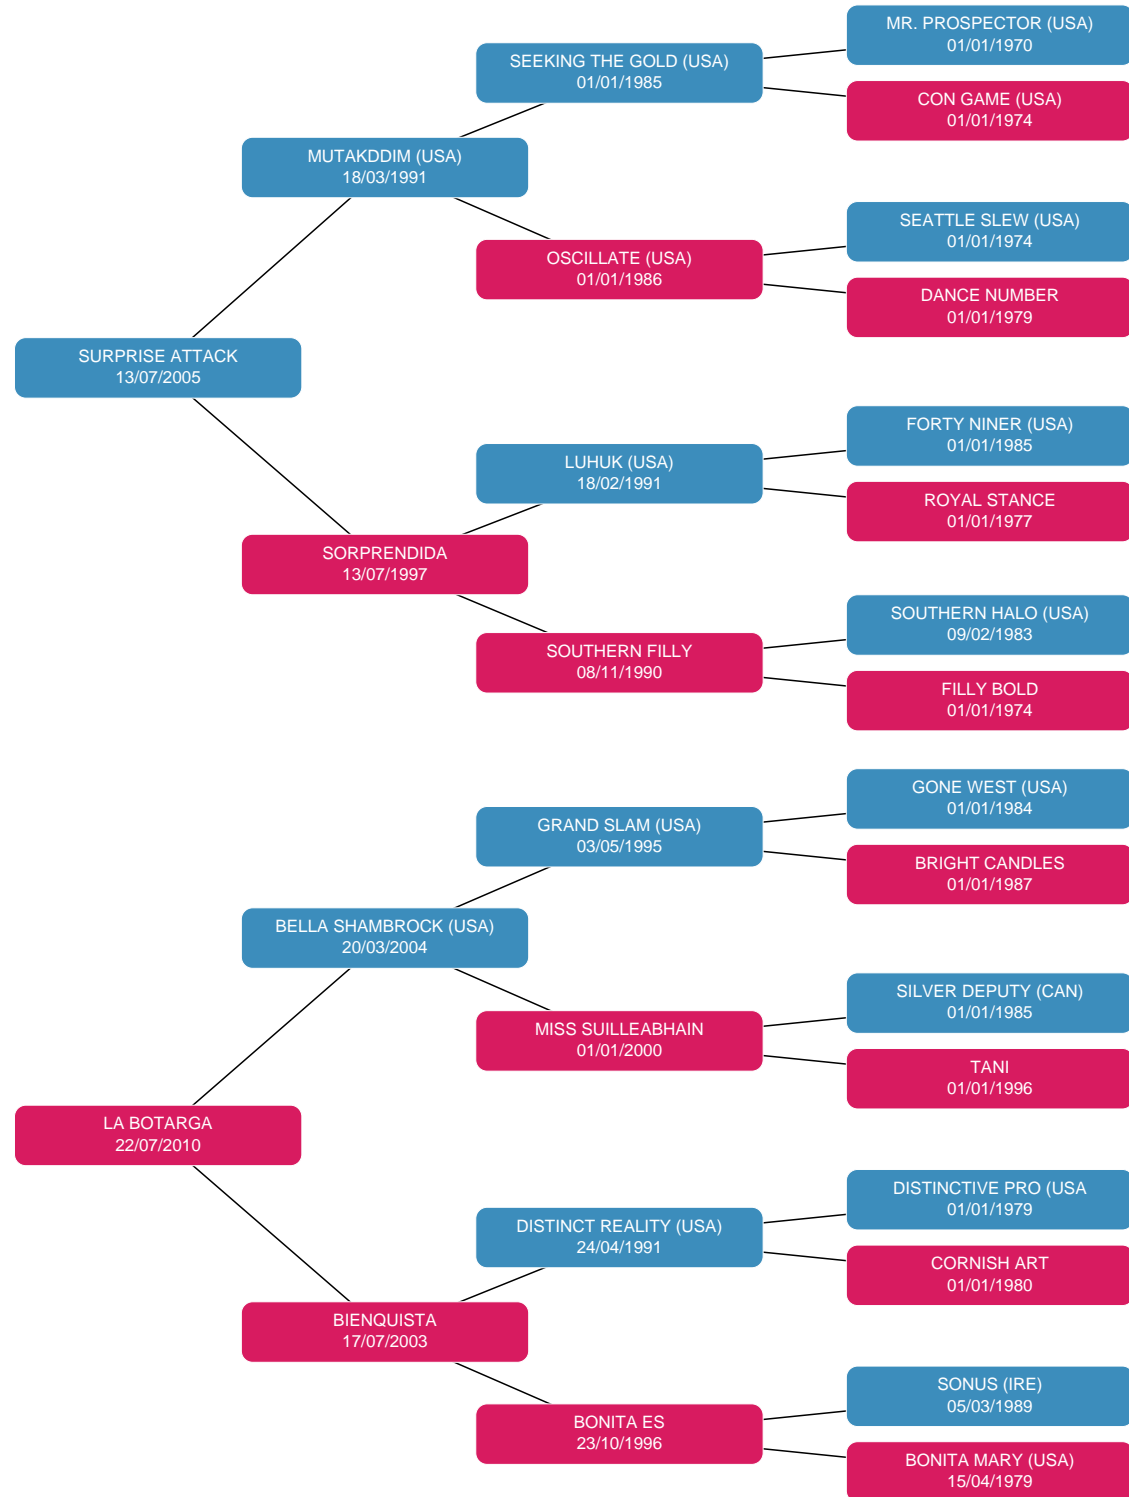 MR. PROSPECTOR (USA)
01/01/1970
SEEKING THE GOLD (USA)
01/01/1985
CON GAME (USA)
01/01/1974
MUTAKDDIM (USA)
18/03/1991
SEATTLE SLEW (USA)
01/01/1974
OSCILLATE (USA)
01/01/1986
DANCE NUMBER
01/01/1979
SURPRISE ATTACK
13/07/2005
FORTY NINER (USA)
01/01/1985
LUHUK (USA)
18/02/1991
ROYAL STANCE
01/01/1977
SORPRENDIDA
13/07/1997
SOUTHERN HALO (USA)
09/02/1983
SOUTHERN FILLY
08/11/1990
FILLY BOLD
01/01/1974
GONE WEST (USA)
01/01/1984
GRAND SLAM (USA)
03/05/1995
BRIGHT CANDLES
01/01/1987
BELLA SHAMBROCK (USA)
20/03/2004
SILVER DEPUTY (CAN)
01/01/1985
MISS SUILLEABHAIN
01/01/2000
TANI
01/01/1996
LA BOTARGA
22/07/2010
DISTINCTIVE PRO (USA
01/01/1979
DISTINCT REALITY (USA)
24/04/1991
CORNISH ART
01/01/1980
BIENQUISTA
17/07/2003
SONUS (IRE)
05/03/1989
BONITA ES
23/10/1996
BONITA MARY (USA)
15/04/1979